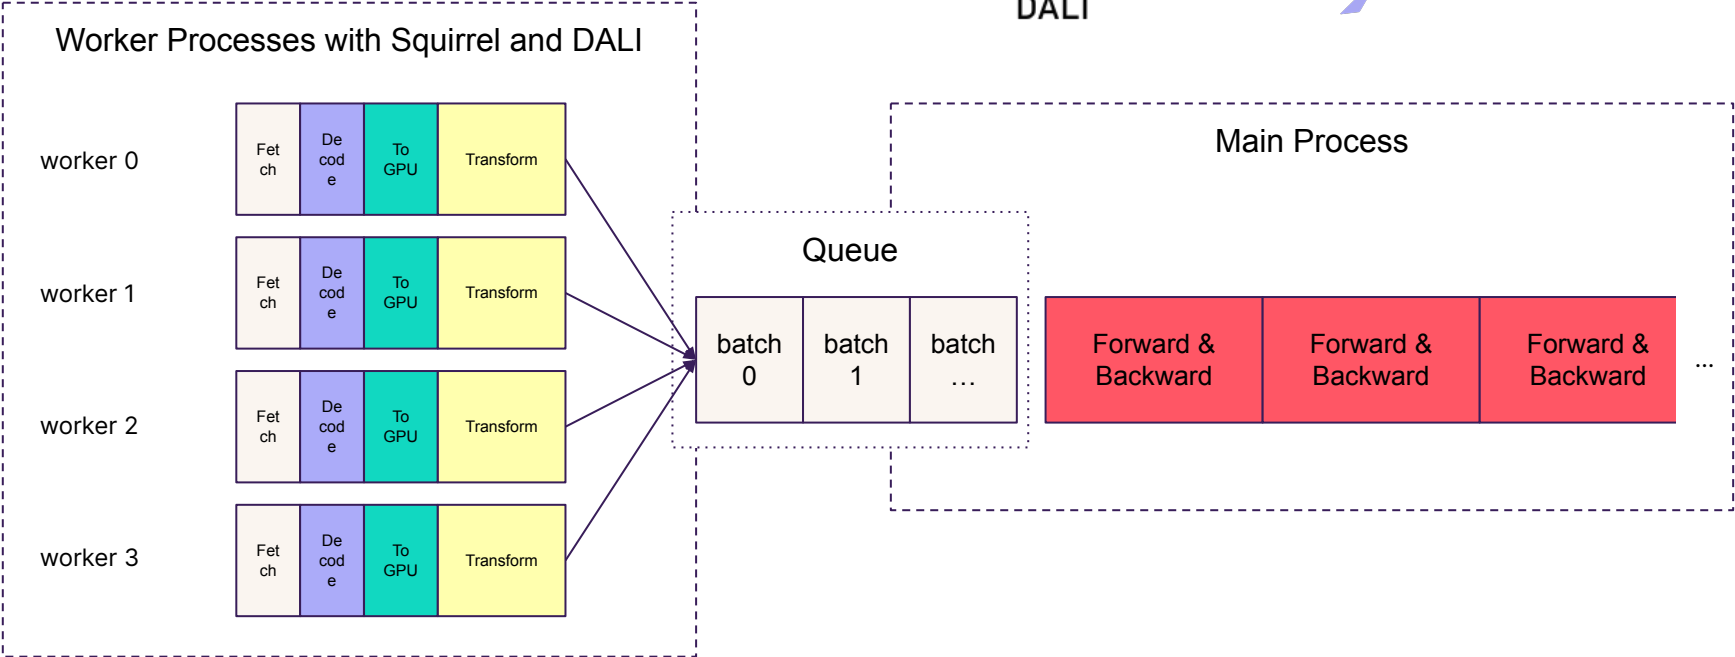 DALI
Worker Processes with Squirrel and DALI
worker 0
Fet
ch
De
cod
e
To
GPU
Transform
worker 1
Fet
ch
De
cod
e
To
GPU
Transform
worker 2
Fet
ch
De
cod
e
To
GPU
Transform
worker 3
Fet
ch
De
cod
e
To
GPU
Transform
Queue
batch
0
batch
1
batch
…
Main Process
Forward &
Backward
Forward &
Backward
Forward &
Backward
...